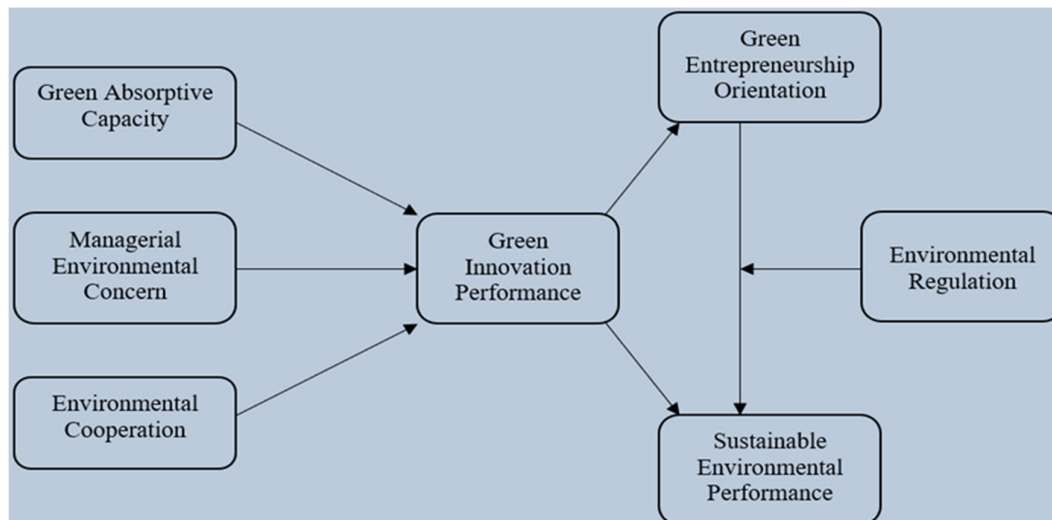 Green Absorptive
Capacity
Managerial
Environmental
Concern
Environmental
Cooperation
Green
Innovation
Performance
Green
Entrepreneurship
Orientation
Environmental
Regulation
Sustainable
Environmental
Performance